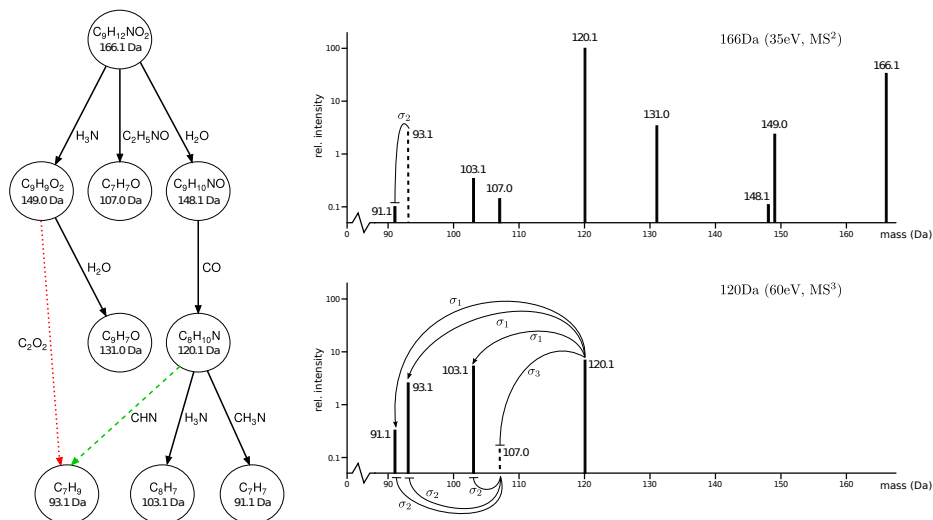 C₉H₁₂NO₂
166.1 Da
H₃N
C₂H₅NO
H₂O
C₉H₉O₂
149.0 Da
C₇H₇O
107.0 Da
C₉H₁₀NO
148.1 Da
H₂O
CO
C₂O₂
C₉H₇O
131.0 Da
C₈H₁₀N
120.1 Da
CHN
H₃N
CH₃N
C₇H₉
93.1 Da
C₈H₇
103.1 Da
C₇H₇
91.1 Da
166Da (35eV, MS²)
rel. intensity
100
10
1
0.1
120.1
166.1
131.0
149.0
σ₂
93.1
103.1
107.0
148.1
91.1
0 90 100 110 120 130 140 150 160 mass (Da)
120Da (60eV, MS³)
rel. intensity
100
10
1
0.1
σ₁
σ₁
σ₁
σ₃
120.1
103.1
93.1
91.1
107.0
0 90 100 110 120 130 140 150 160 mass (Da)
σ₂
σ₂
σ₂